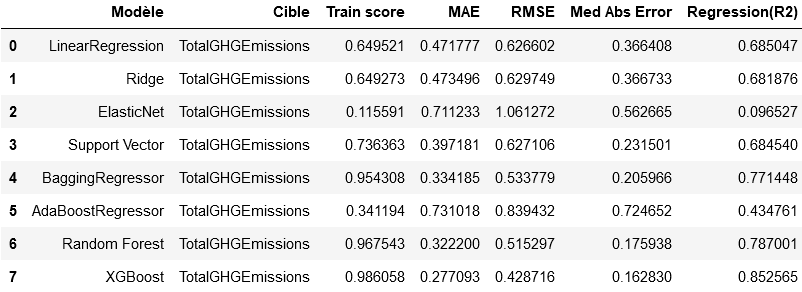 Modèle Cible Train score MAE RMSE Med Abs Error Regression(R2)
0 LinearRegression TotalGHGEmissions 0.649521 0.471777 0.626602 0.366408 0.685047
1 Ridge TotalGHGEmissions 0.649273 0.473496 0.629749 0.366733 0.681876
2 ElasticNet TotalGHGEmissions 0.115591 0.711233 1.061272 0.562665 0.096527
3 Support Vector TotalGHGEmissions 0.736363 0.397181 0.627106 0.231501 0.684540
4 BaggingRegressor TotalGHGEmissions 0.954308 0.334185 0.533779 0.205966 0.771448
5 AdaBoostRegressor TotalGHGEmissions 0.341194 0.731018 0.839432 0.724652 0.434761
6 Random Forest TotalGHGEmissions 0.967543 0.322200 0.515297 0.175938 0.787001
7 XGBoost TotalGHGEmissions 0.986058 0.277093 0.428716 0.162830 0.852565